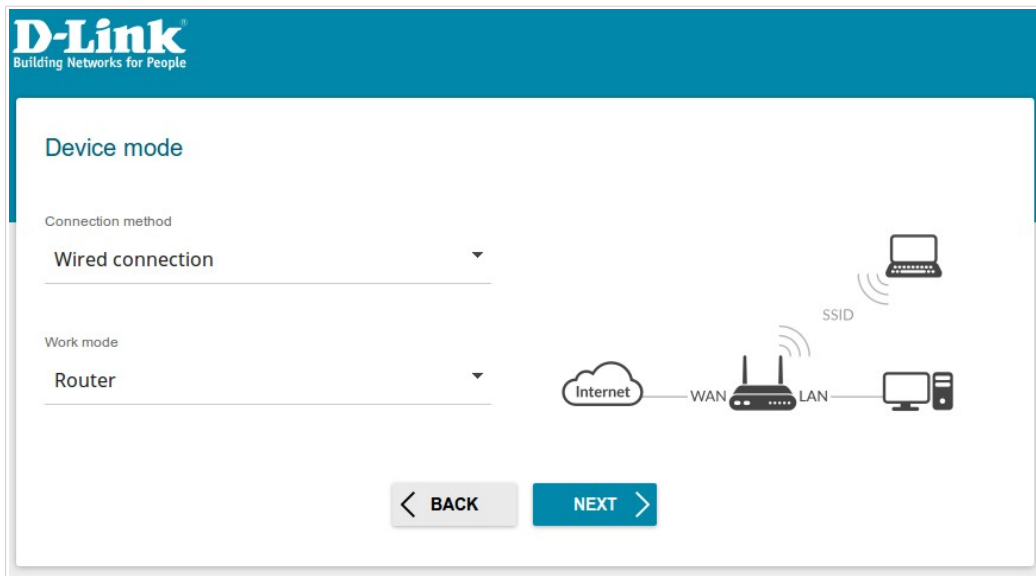 D-Link®
Building Networks for People
Device mode
Connection method
Wired connection
Work mode
Router
SSID
Internet
WAN
LAN
BACK
NEXT